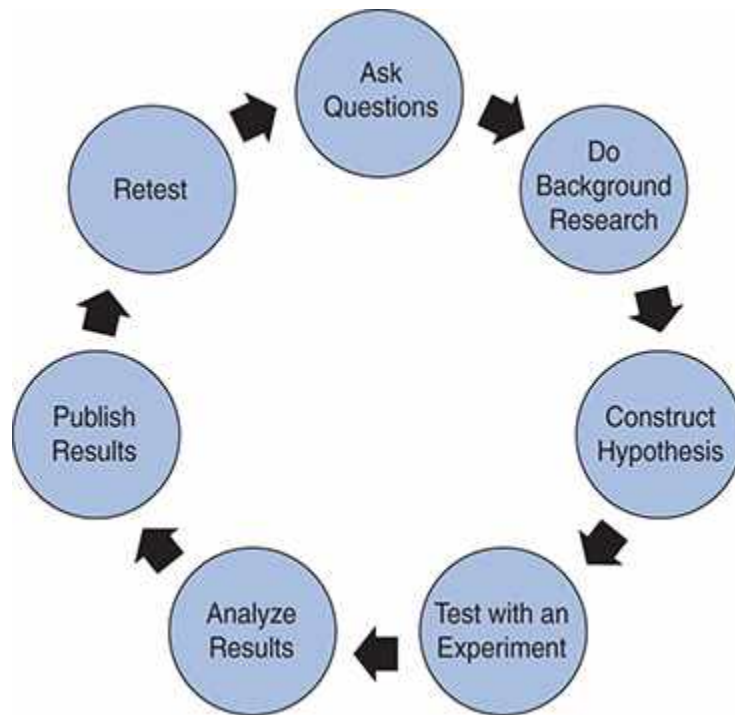 Ask
Questions
Do
Background
Research
Construct
Hypothesis
Test with an
Experiment
Analyze
Results
Publish
Results
Retest